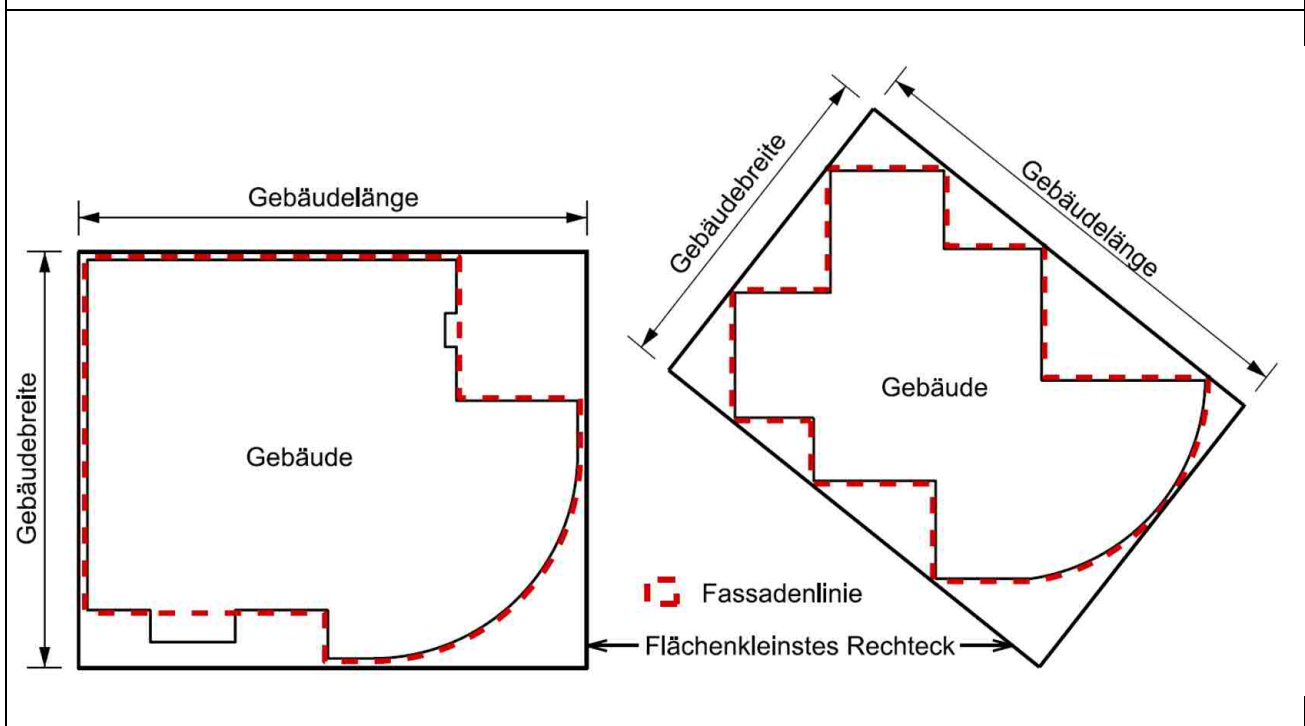 Gebäudelänge
Gebäudebreite
Gebäude
Gebäudebreite
Gebäudelänge
Gebäude
Fassadenlinie
Flächenkleinstes Rechteck